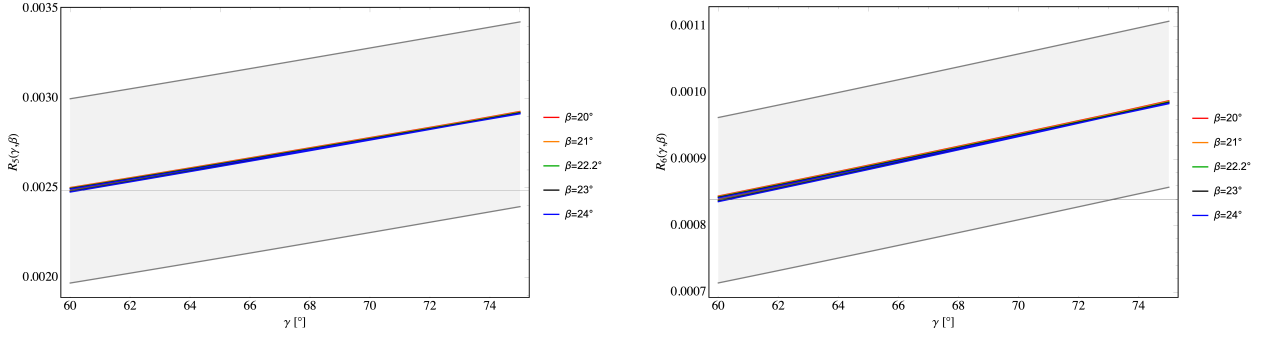 0.0035
0.0030
0.0025
0.0020
R5(γ,β)
60 62 64 66 68 70 72 74
γ [°]
β=20°
β=21°
β=22.2°
β=23°
β=24°
0.0011
0.0010
0.0009
0.0008
0.0007
R6(γ,β)
60 62 64 66 68 70 72 74
γ [°]
β=20°
β=21°
β=22.2°
β=23°
β=24°